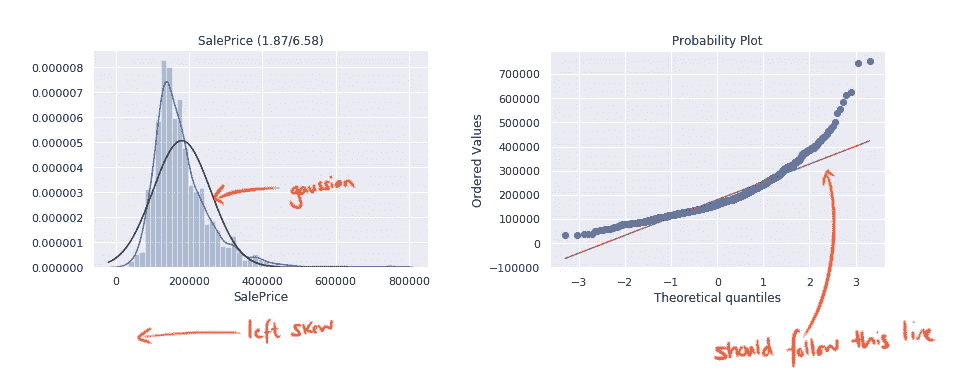 SalePrice (1.87/6.58)
0.000008
0.000007
0.000006
0.000005
0.000004
0.000003
0.000002
0.000001
0.000000
0 200000 400000 600000 800000
SalePrice
gaussion
left skew
Probability Plot
Ordered Values
700000
600000
500000
400000
300000
200000
100000
0
−100000
−3 −2 −1 0 1 2 3
Theoretical quantiles
should follow this line